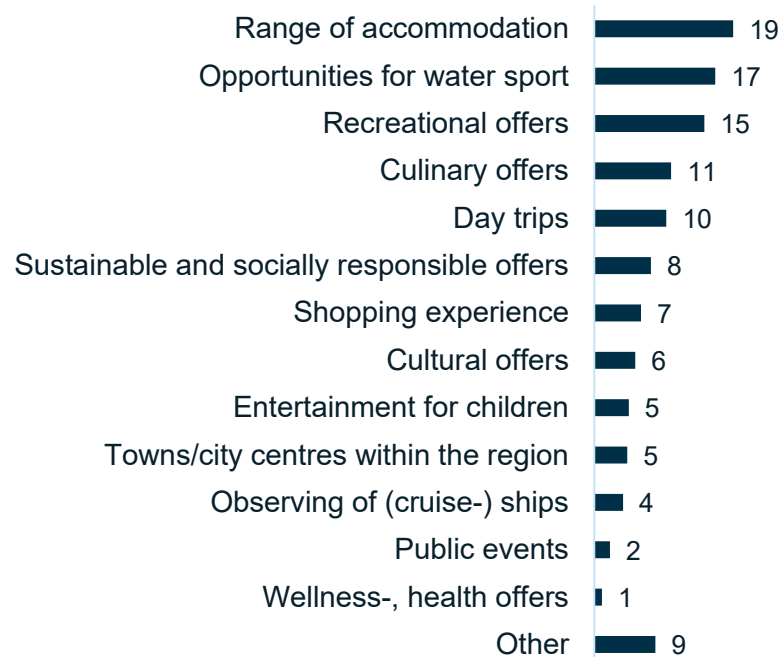 Range of accommodation 19
Opportunities for water sport 17
Recreational offers 15
Culinary offers 11
Day trips 10
Sustainable and socially responsible offers 8
Shopping experience 7
Cultural offers 6
Entertainment for children 5
Towns/city centres within the region 5
Observing of (cruise-) ships 4
Public events 2
Wellness-, health offers 1
Other 9